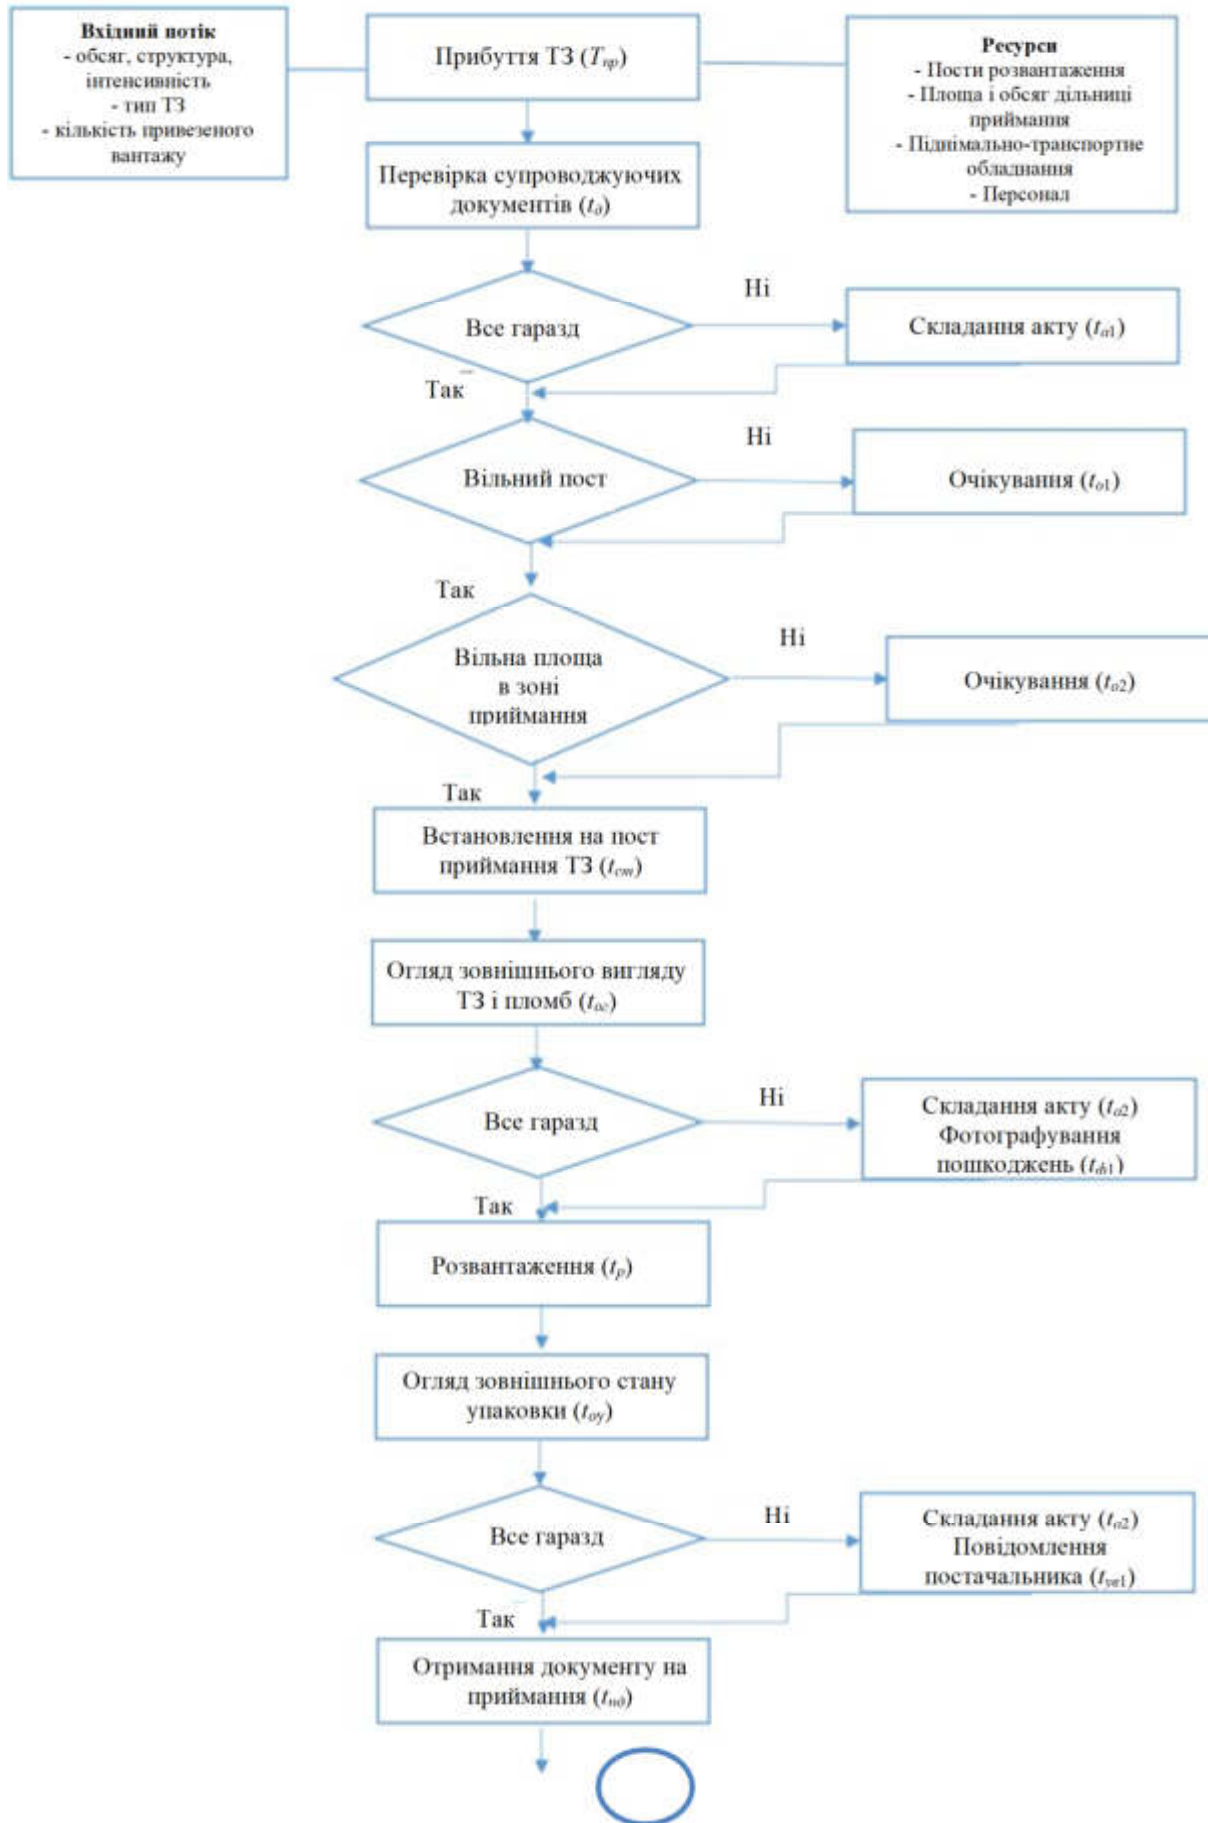 Вхідний потік
- обсяг, структура,
інтенсивність
- тип ТЗ
- кількість привезеного
вантажу
Прибуття ТЗ (Tпр)
Ресурси
- Пости розвантаження
- Площа і обсяг дільниці
приймання
- Піднімально-транспортне
обладнання
- Персонал
Перевірка супроводжуючих
документів (tд)
Все гаразд
Ні
Складання акту (tа1)
Так
Вільний пост
Ні
Очікування (tо1)
Так
Вільна площа
в зоні
приймання
Ні
Очікування (tо2)
Так
Встановлення на пост
приймання ТЗ (tст)
Огляд зовнішнього вигляду
ТЗ і пломб (tос)
Все гаразд
Ні
Складання акту (tа2)
Фотографування
пошкоджень (tф1)
Так
Розвантаження (tр)
Огляд зовнішнього стану
упаковки (tоу)
Все гаразд
Ні
Складання акту (tа2)
Повідомлення
постачальника (tув1)
Так
Отримання документу на
приймання (tпд)